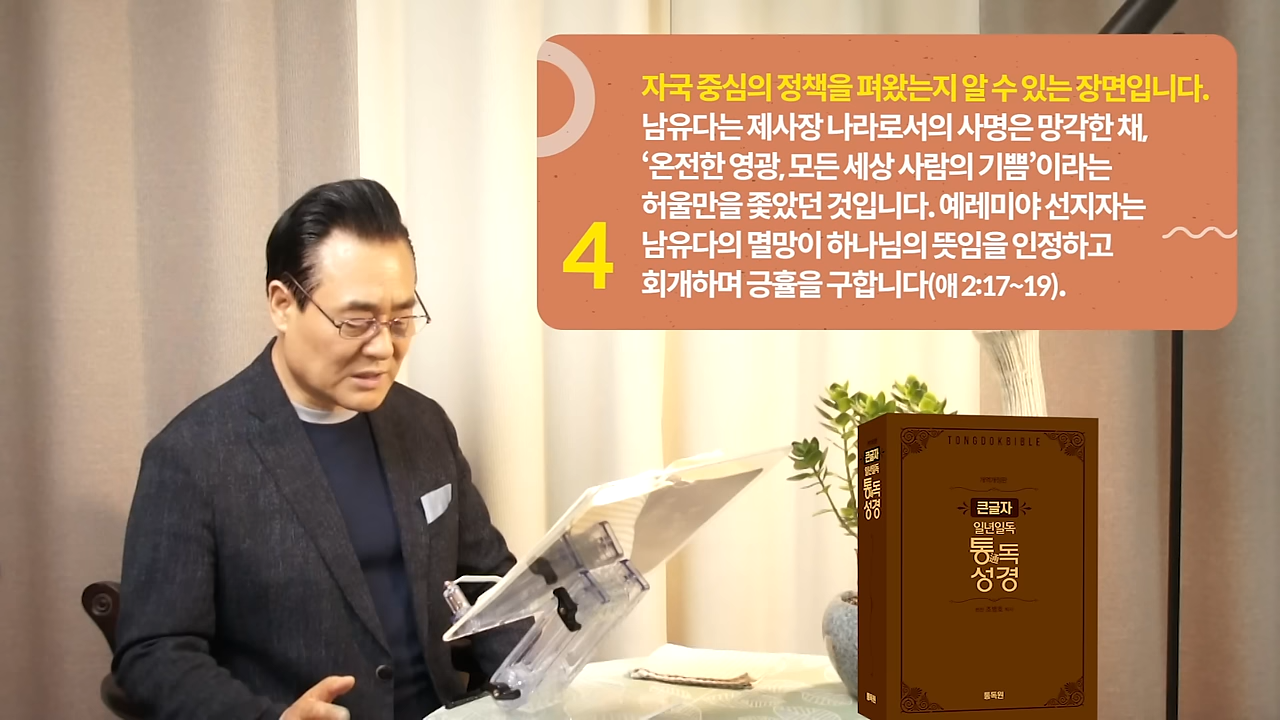 자국 중심의 정책을 펴왔는지 알 수 있는 장면입니다.
남유다는 제사장 나라로서의 사명은 망각한 채,
‘온전한 영광, 모든 세상 사람의 기쁨’이라는
허울만을 좇았던 것입니다. 예레미야 선지자는
남유다의 멸망이 하나님의 뜻임을 인정하고
회개하며 긍휼을 구합니다(애 2:17~19).
4
TONGDOKBIBLE
큰글자
일년일독
통독
성경
통독원
큰글자
일년일독
통독
성경
통독원